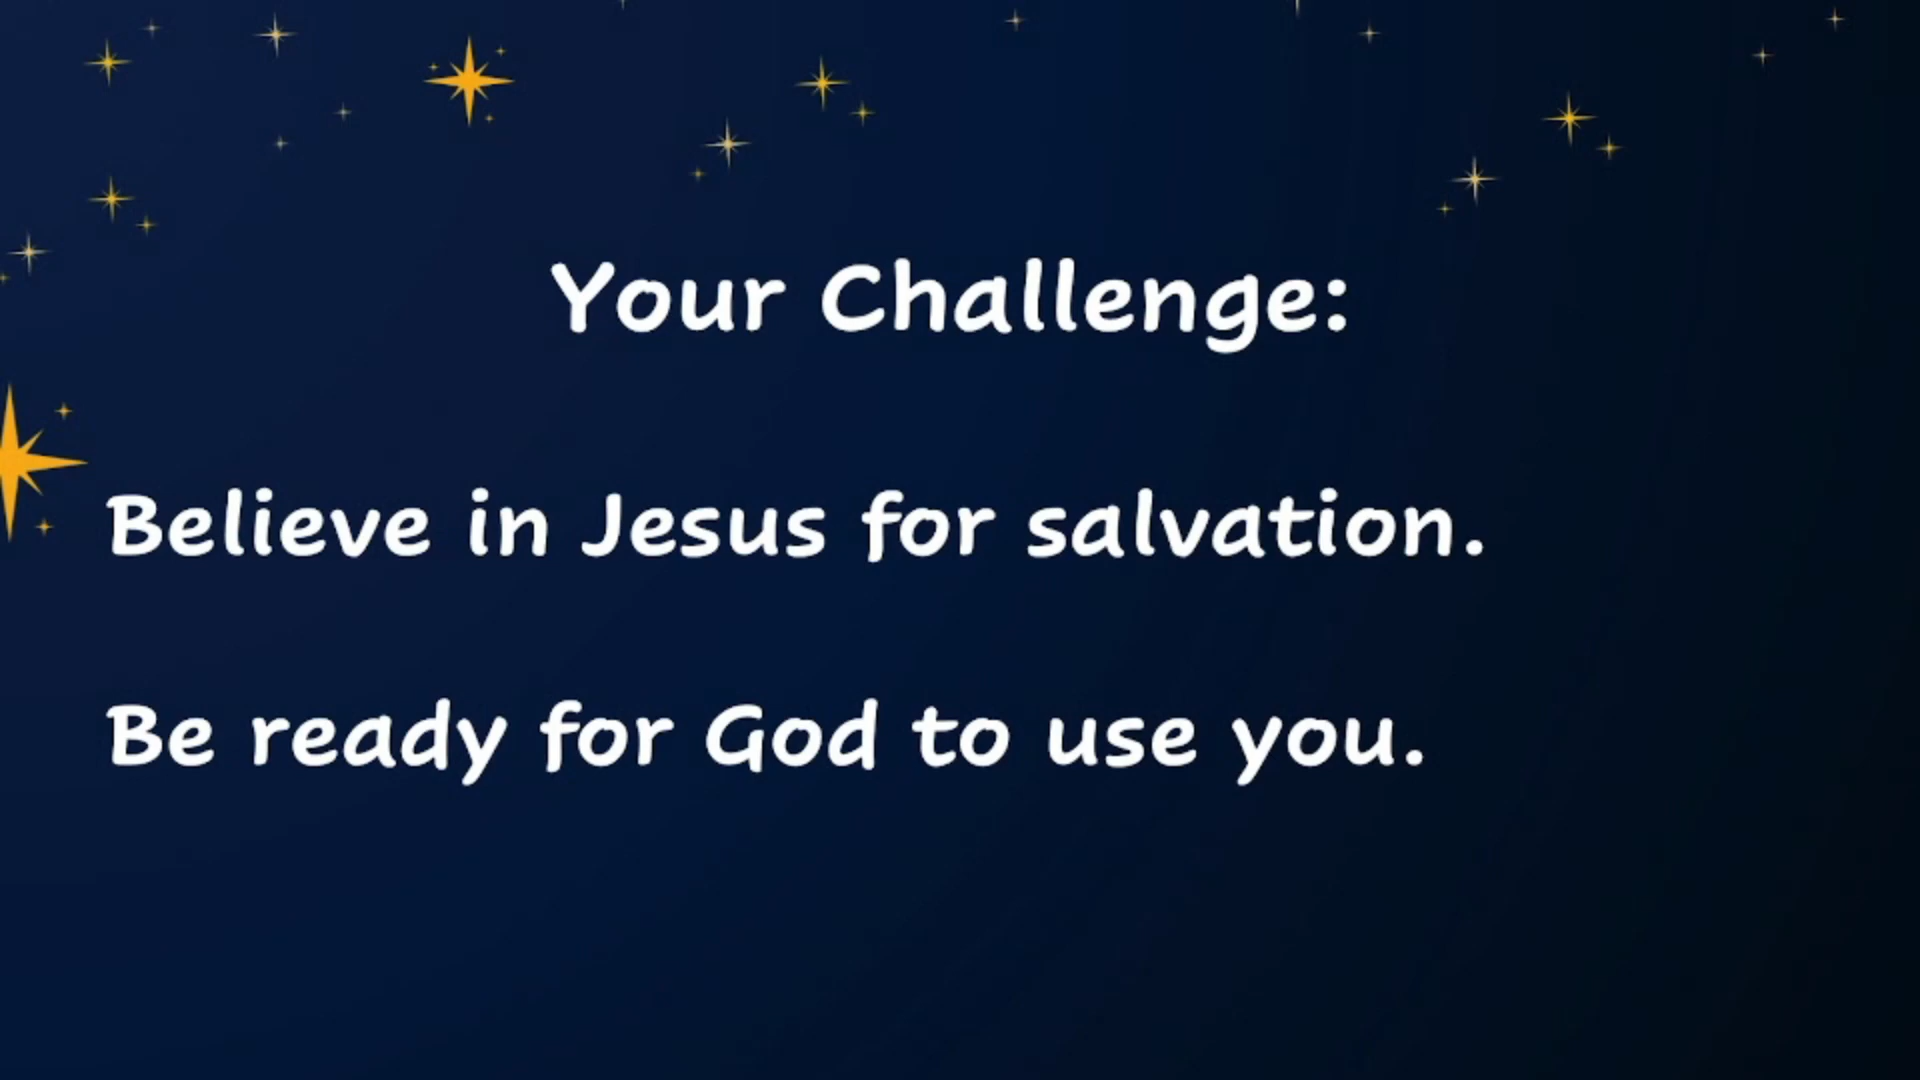 Your Challenge:
Believe in Jesus for salvation.
Be ready for God to use you.